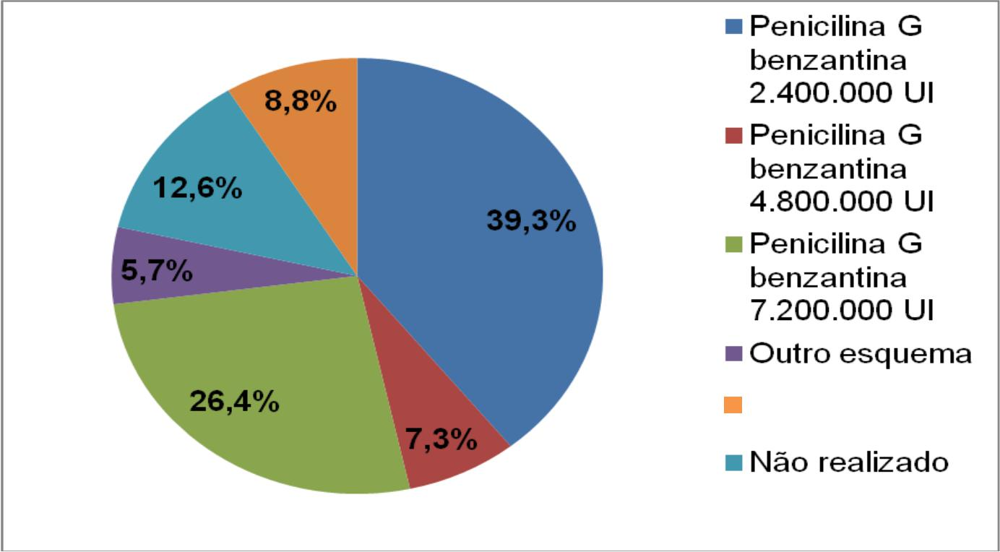 8,8%
12,6%
39,3%
5,7%
26,4%
7,3%
Penicilina G
benzantina
2.400.000 UI
Penicilina G
benzantina
4.800.000 UI
Penicilina G
benzantina
7.200.000 UI
Outro esquema
Não realizado